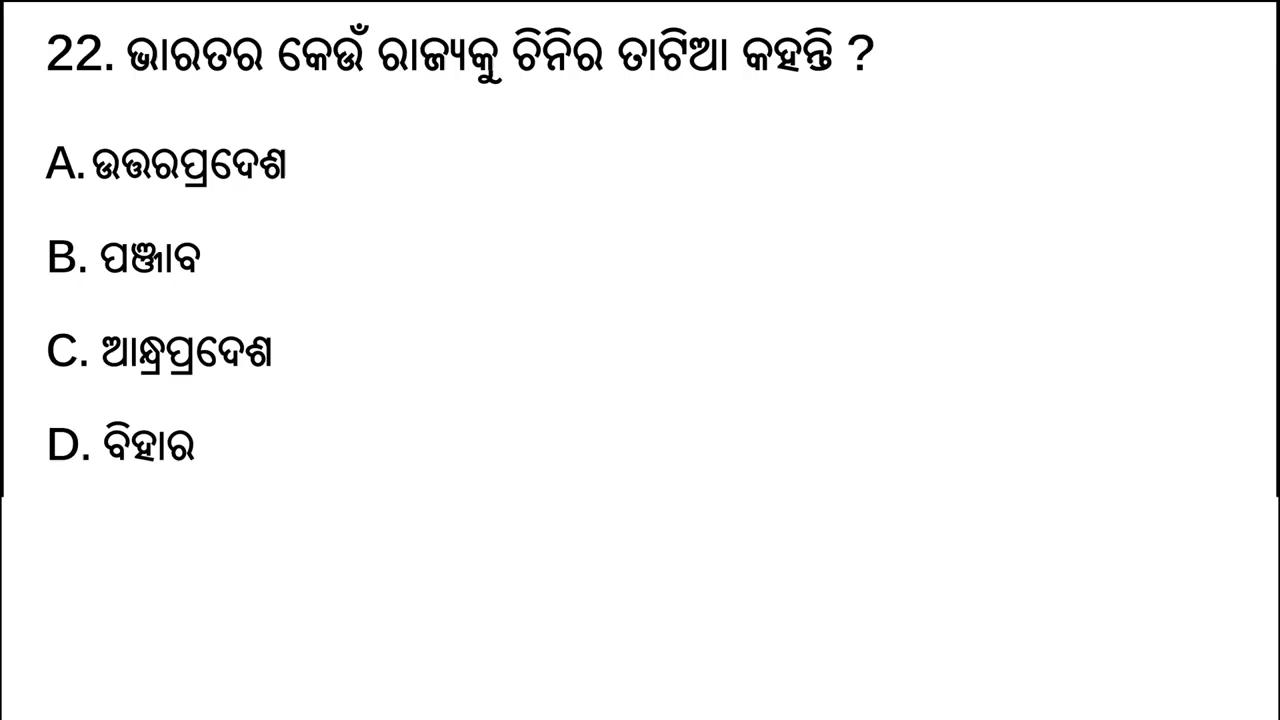 22. ଭାରତର କେଉଁ ରାଜ୍ୟକୁ ଚିନିର ତାଟିଆ କହନ୍ତି ?
A. ଉତ୍ତରପ୍ରଦେଶ
B. ପଞ୍ଜାବ
C. ଆନ୍ଧ୍ରପ୍ରଦେଶ
D. ବିହାର